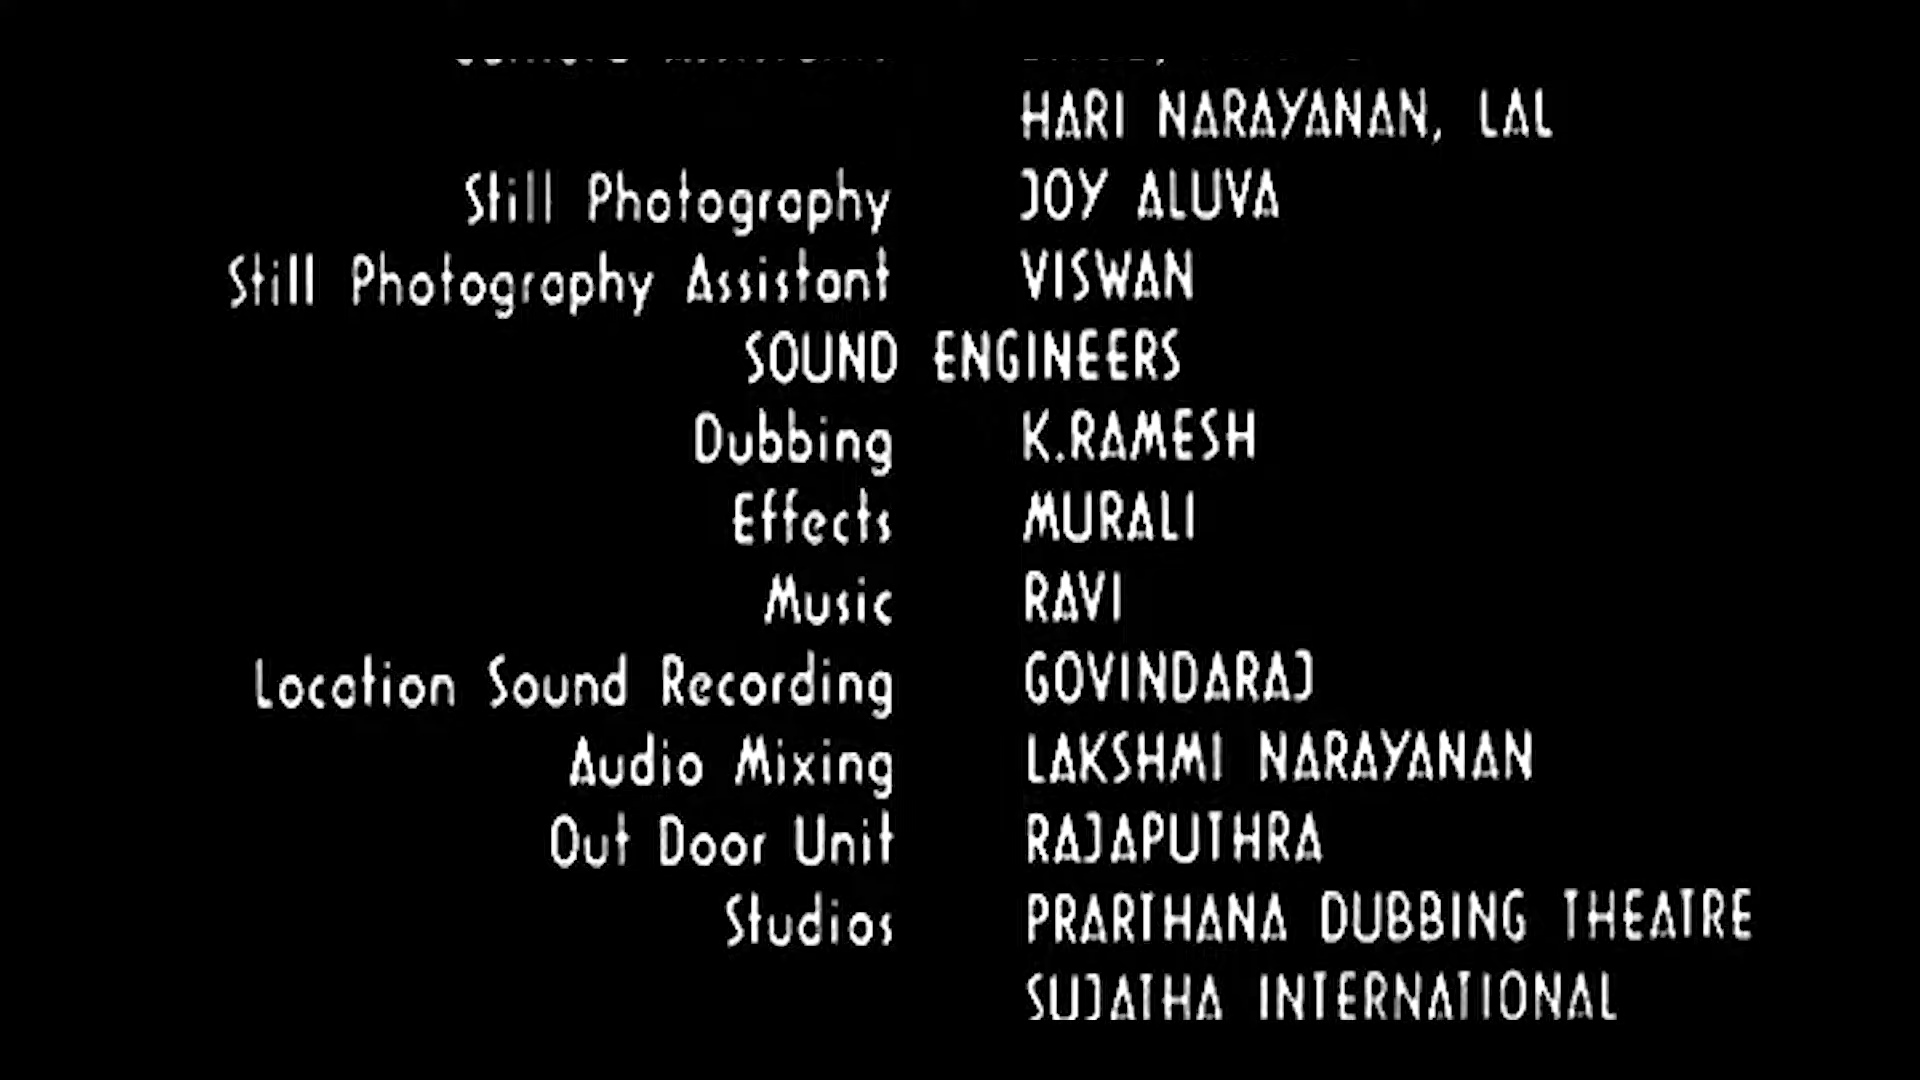 HARI NARAYANAN, LAL
Still Photography JOY ALUVA
Still Photography Assistant VISWAN
SOUND ENGINEERS
Dubbing K.RAMESH
Effects MURALI
Music RAVI
Location Sound Recording GOVINDARAJ
Audio Mixing LAKSHMI NARAYANAN
Out Door Unit RAJAPUTHRA
Studios PRARTHANA DUBBING THEATRE
SUJATHA INTERNATIONAL